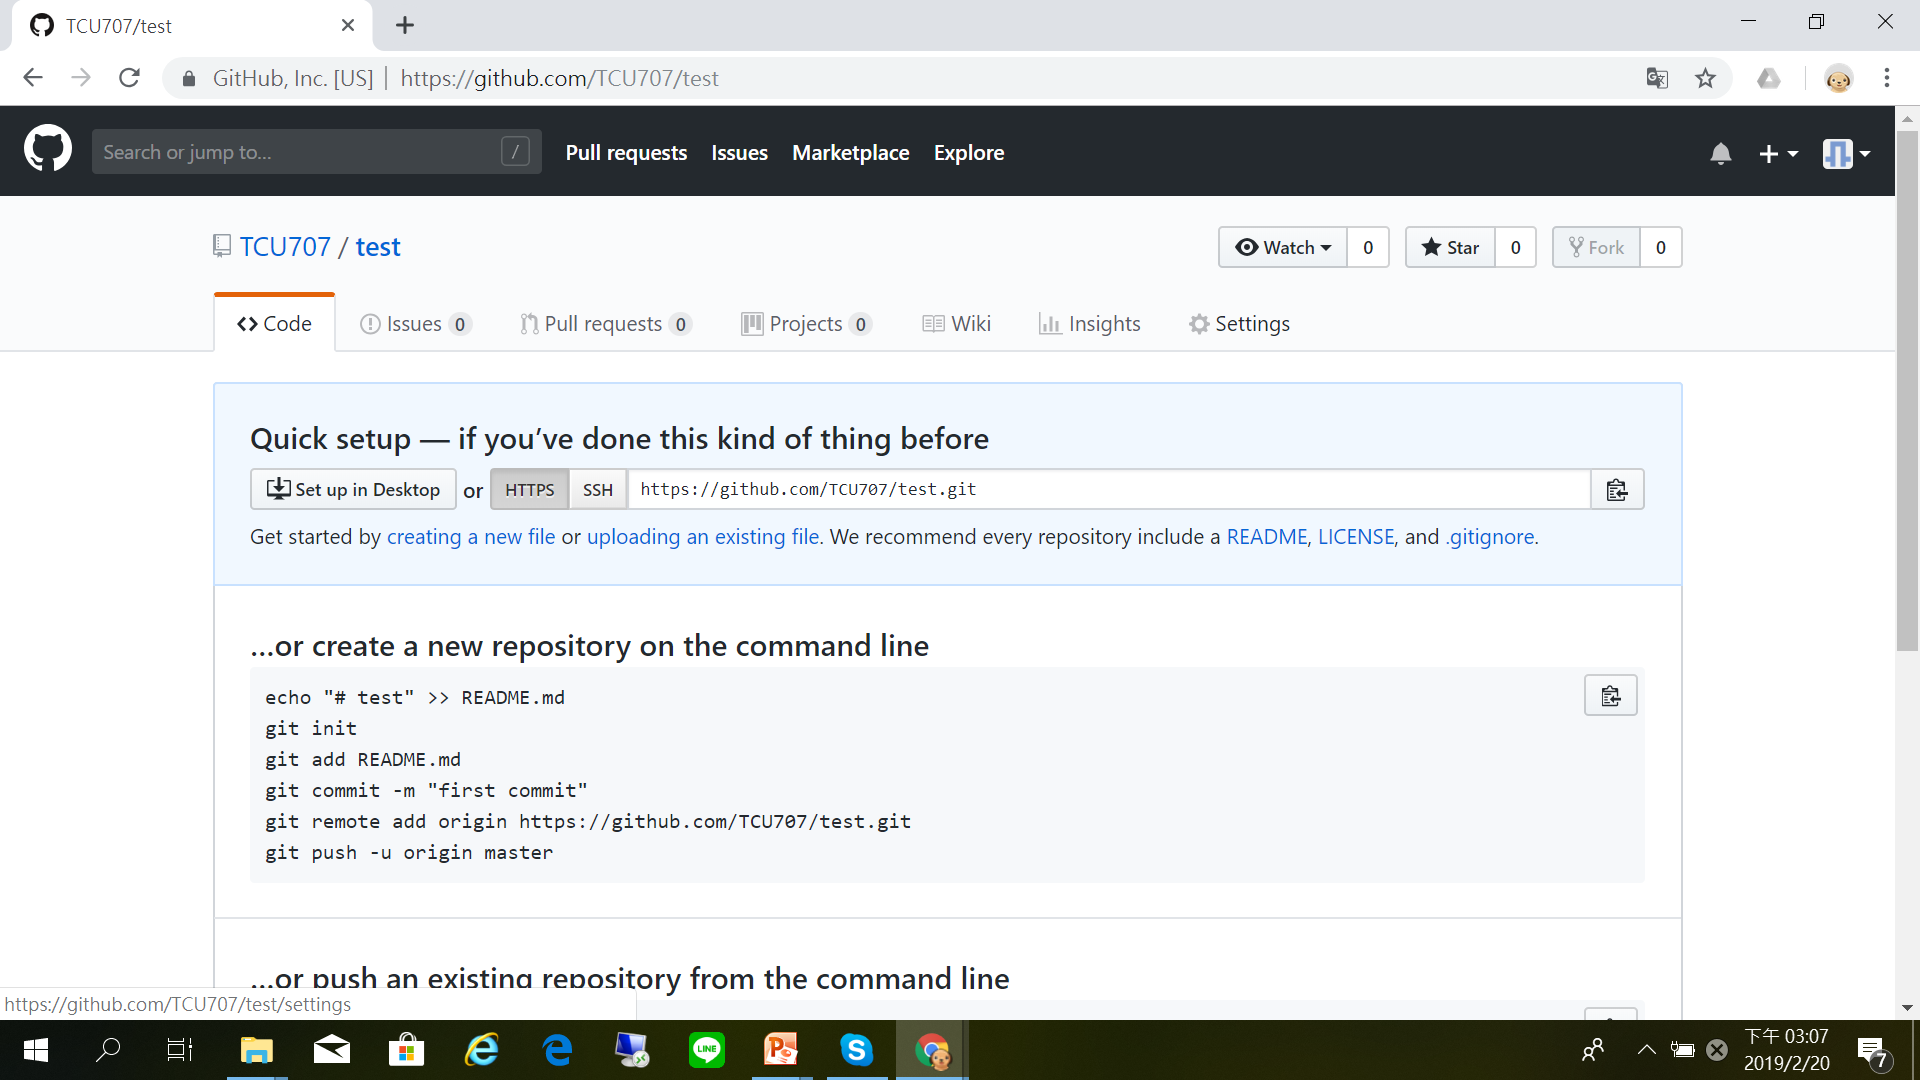 TCU707/test
GitHub, Inc. [US] | https://github.com/TCU707/test
Search or jump to... /
Pull requests Issues Marketplace Explore
TCU707 / test
Watch 0 Star 0 Fork 0
Code Issues 0 Pull requests 0 Projects 0 Wiki Insights Settings
Quick setup — if you’ve done this kind of thing before
Set up in Desktop or HTTPS SSH https://github.com/TCU707/test.git
Get started by creating a new file or uploading an existing file. We recommend every repository include a README, LICENSE, and .gitignore.
…or create a new repository on the command line
echo "# test" >> README.md
git init
git add README.md
git commit -m "first commit"
git remote add origin https://github.com/TCU707/test.git
git push -u origin master
…or push an existing repository from the command line
https://github.com/TCU707/test/settings
LINE
下午 03:07
2019/2/20
7